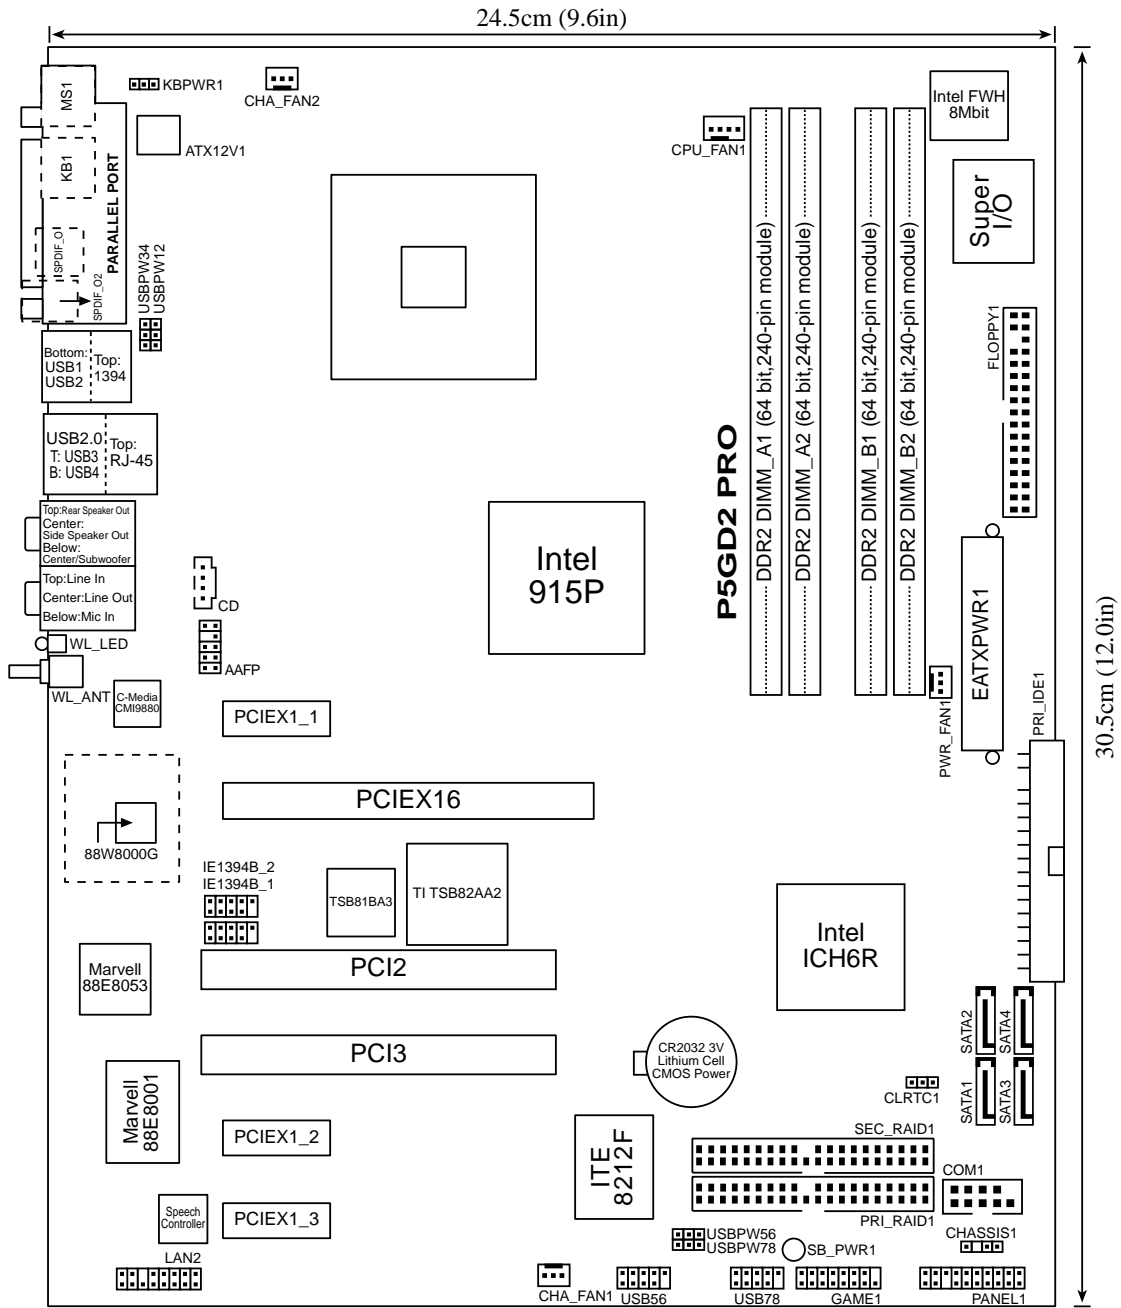 24.5cm (9.6in)
MS1
KBPWR1
CHA_FAN2
ATX12V1
KB1
PARALLEL PORT
SPDIF_O1
SPDIF_O2
USBPW34
USBPW12
CPU_FAN1
Intel FWH
8Mbit
Super
I/O
FLOPPY1
DDR2 DIMM_A1 (64 bit,240-pin module)
DDR2 DIMM_A2 (64 bit,240-pin module)
DDR2 DIMM_B1 (64 bit,240-pin module)
DDR2 DIMM_B2 (64 bit,240-pin module)
P5GD2 PRO
Bottom:
USB1
USB2
Top:
1394
USB2.0
T: USB3
B: USB4
Top:
RJ-45
Top:Rear Speaker Out
Center:
Side Speaker Out
Below:
Center/Subwoofer
Top:Line In
Center:Line Out
Below:Mic In
CD
AAFP
WL_LED
WL_ANT
C-Media
CMI9880
Intel
915P
EATXPWR1
PWR_FAN1
PRI_IDE1
30.5cm (12.0in)
PCIEX1_1
PCIEX16
88W8000G
IE1394B_2
IE1394B_1
TSB81BA3
TI TSB82AA2
Intel
ICH6R
Marvell
88E8053
PCI2
PCI3
CR2032 3V
Lithium Cell
CMOS Power
SATA2
SATA4
SATA1
SATA3
CLRTC1
Marvell
88E8001
PCIEX1_2
ITE
8212F
SEC_RAID1
PRI_RAID1
COM1
CHASSIS1
Speech
Controller
PCIEX1_3
LAN2
USBPW56
USBPW78
SB_PWR1
CHA_FAN1
USB56
USB78
GAME1
PANEL1